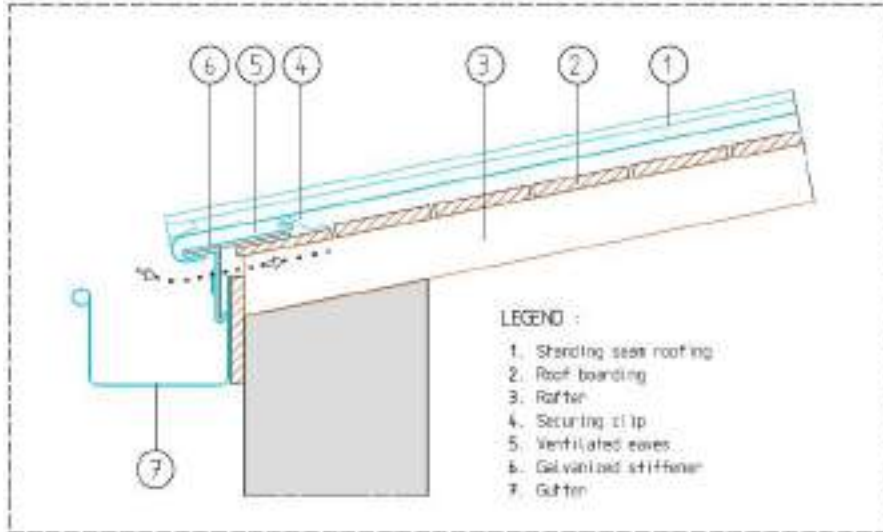 6 5 4 3 2 1
7
LEGEND :
1. Standing seam roofing
2. Roof boarding
3. Rafter
4. Securing clip
5. Ventilated eaves
6. Galvanized stiffener
7. Gutter